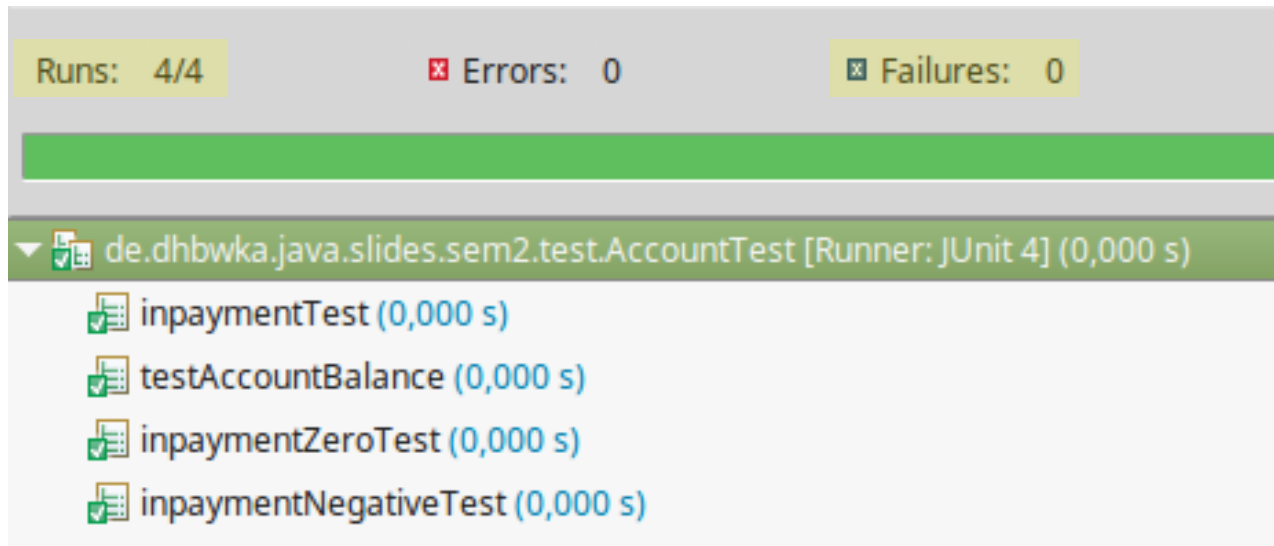 Runs: 4/4 Errors: 0 Failures: 0
de.dhbwka.java.slides.sem2.test.AccountTest [Runner: JUnit 4] (0,000 s)
inpaymentTest (0,000 s)
testAccountBalance (0,000 s)
inpaymentZeroTest (0,000 s)
inpaymentNegativeTest (0,000 s)